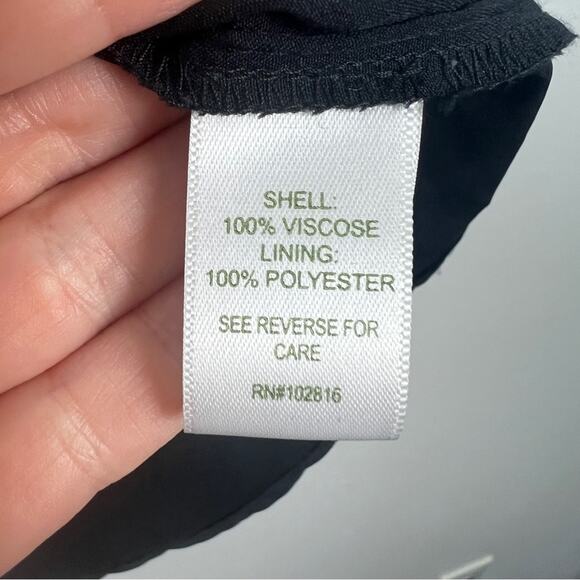 SHELL:
100% VISCOSE
LINING:
100% POLYESTER
SEE REVERSE FOR
CARE
RN#102816